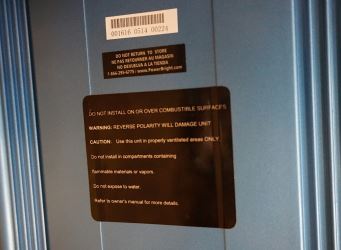 001616 0514 00224
DO NOT RETURN TO STORE
NE PAS RETOURNER AU MAGASIN
NO DEVUELVA A LA TIENDA
1-866-295-6775 / www.PowerBright.com
DO NOT INSTALL ON OR OVER COMBUSTIBLE SURFACES
WARNING: REVERSE POLARITY WILL DAMAGE UNIT
CAUTION: Use this unit in properly ventilated areas ONLY
Do not install in compartments containing
flammable materials or vapors.
Do not expose to water.
Refer to owner's manual for more details.